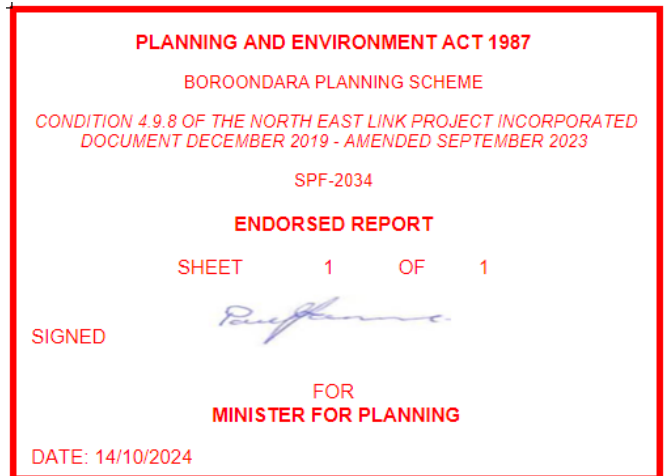 PLANNING AND ENVIRONMENT ACT 1987
BOROONDARA PLANNING SCHEME
CONDITION 4.9.8 OF THE NORTH EAST LINK PROJECT INCORPORATED
DOCUMENT DECEMBER 2019 - AMENDED SEPTEMBER 2023
SPF-2034
ENDORSED REPORT
SHEET 1 OF 1
SIGNED
FOR
MINISTER FOR PLANNING
DATE: 14/10/2024